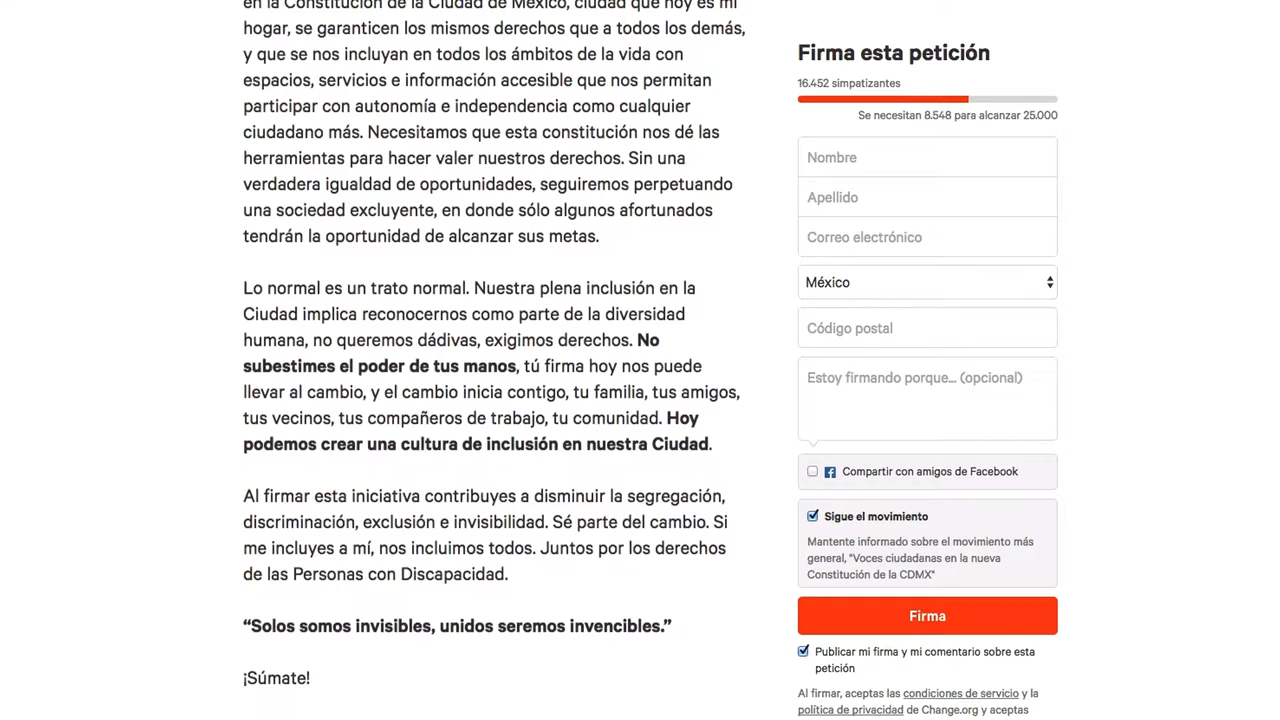 en la Constitución de la Ciudad de México, ciudad que hoy es mi
hogar, se garanticen los mismos derechos que a todos los demás,
y que se nos incluyan en todos los ámbitos de la vida con
espacios, servicios e información accesible que nos permitan
participar con autonomía e independencia como cualquier
ciudadano más. Necesitamos que esta constitución nos dé las
herramientas para hacer valer nuestros derechos. Sin una
verdadera igualdad de oportunidades, seguiremos perpetuando
una sociedad excluyente, en donde sólo algunos afortunados
tendrán la oportunidad de alcanzar sus metas.
Lo normal es un trato normal. Nuestra plena inclusión en la
Ciudad implica reconocernos como parte de la diversidad
humana, no queremos dádivas, exigimos derechos. No
subestimes el poder de tus manos, tú firma hoy nos puede
llevar al cambio, y el cambio inicia contigo, tu familia, tus amigos,
tus vecinos, tus compañeros de trabajo, tu comunidad. Hoy
podemos crear una cultura de inclusión en nuestra Ciudad.
Al firmar esta iniciativa contribuyes a disminuir la segregación,
discriminación, exclusión e invisibilidad. Sé parte del cambio. Si
me incluyes a mí, nos incluimos todos. Juntos por los derechos
de las Personas con Discapacidad.
“Solos somos invisibles, unidos seremos invencibles.”
¡Súmate!
Firma esta petición
16.452 simpatizantes
Se necesitan 8.548 para alcanzar 25.000
Nombre
Apellido
Correo electrónico
México
Código postal
Estoy firmando porque... (opcional)
Compartir con amigos de Facebook
Sigue el movimiento
Mantente informado sobre el movimiento más
general, "Voces ciudadanas en la nueva
Constitución de la CDMX"
Firma
Publicar mi firma y mi comentario sobre esta
petición
Al firmar, aceptas las condiciones de servicio y la
política de privacidad de Change.org y aceptas